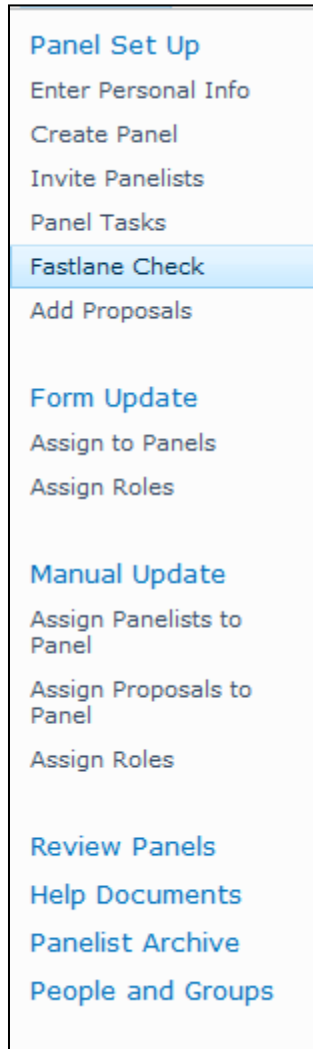 Panel Set Up
Enter Personal Info
Create Panel
Invite Panelists
Panel Tasks
Fastlane Check
Add Proposals
Form Update
Assign to Panels
Assign Roles
Manual Update
Assign Panelists to
Panel
Assign Proposals to
Panel
Assign Roles
Review Panels
Help Documents
Panelist Archive
People and Groups